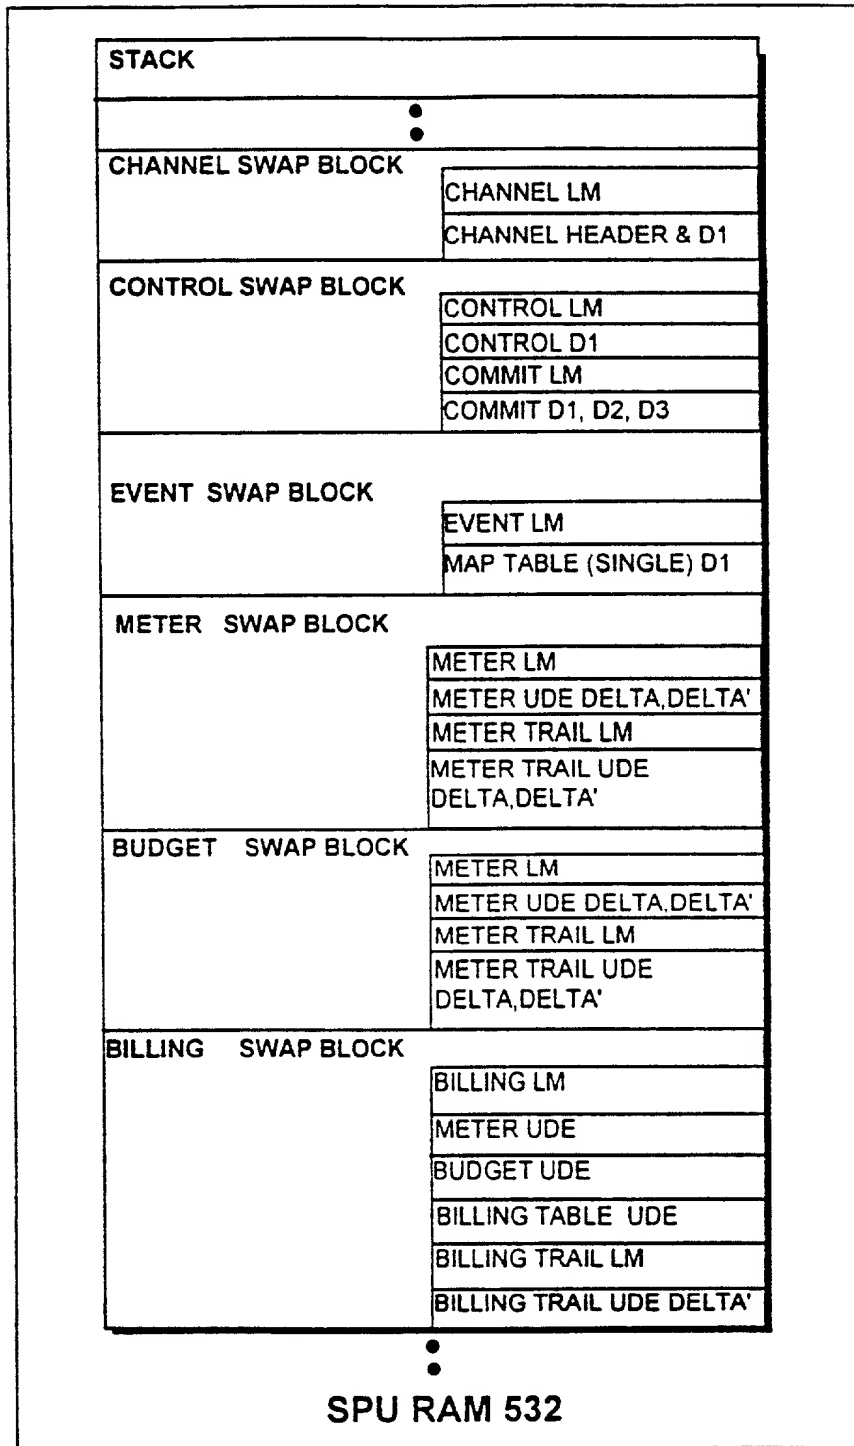 STACK
CHANNEL SWAP BLOCK
CHANNEL LM
CHANNEL HEADER & D1
CONTROL SWAP BLOCK
CONTROL LM
CONTROL D1
COMMIT LM
COMMIT D1, D2, D3
EVENT SWAP BLOCK
EVENT LM
MAP TABLE (SINGLE) D1
METER SWAP BLOCK
METER LM
METER UDE DELTA,DELTA'
METER TRAIL LM
METER TRAIL UDE
DELTA,DELTA'
BUDGET SWAP BLOCK
METER LM
METER UDE DELTA,DELTA'
METER TRAIL LM
METER TRAIL UDE
DELTA,DELTA'
BILLING SWAP BLOCK
BILLING LM
METER UDE
BUDGET UDE
BILLING TABLE UDE
BILLING TRAIL LM
BILLING TRAIL UDE DELTA'
SPU RAM 532